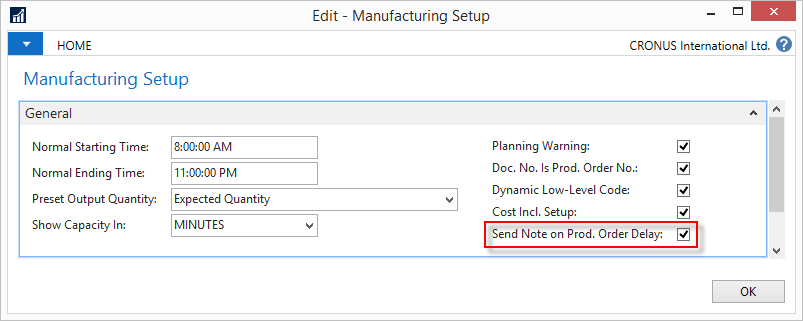 Edit - Manufacturing Setup
HOME
CRONUS International Ltd.
Manufacturing Setup
General
Normal Starting Time:
8:00:00 AM
Normal Ending Time:
11:00:00 PM
Preset Output Quantity:
Expected Quantity
Show Capacity In:
MINUTES
Planning Warning:
Doc. No. Is Prod. Order No.:
Dynamic Low-Level Code:
Cost Incl. Setup:
Send Note on Prod. Order Delay:
OK